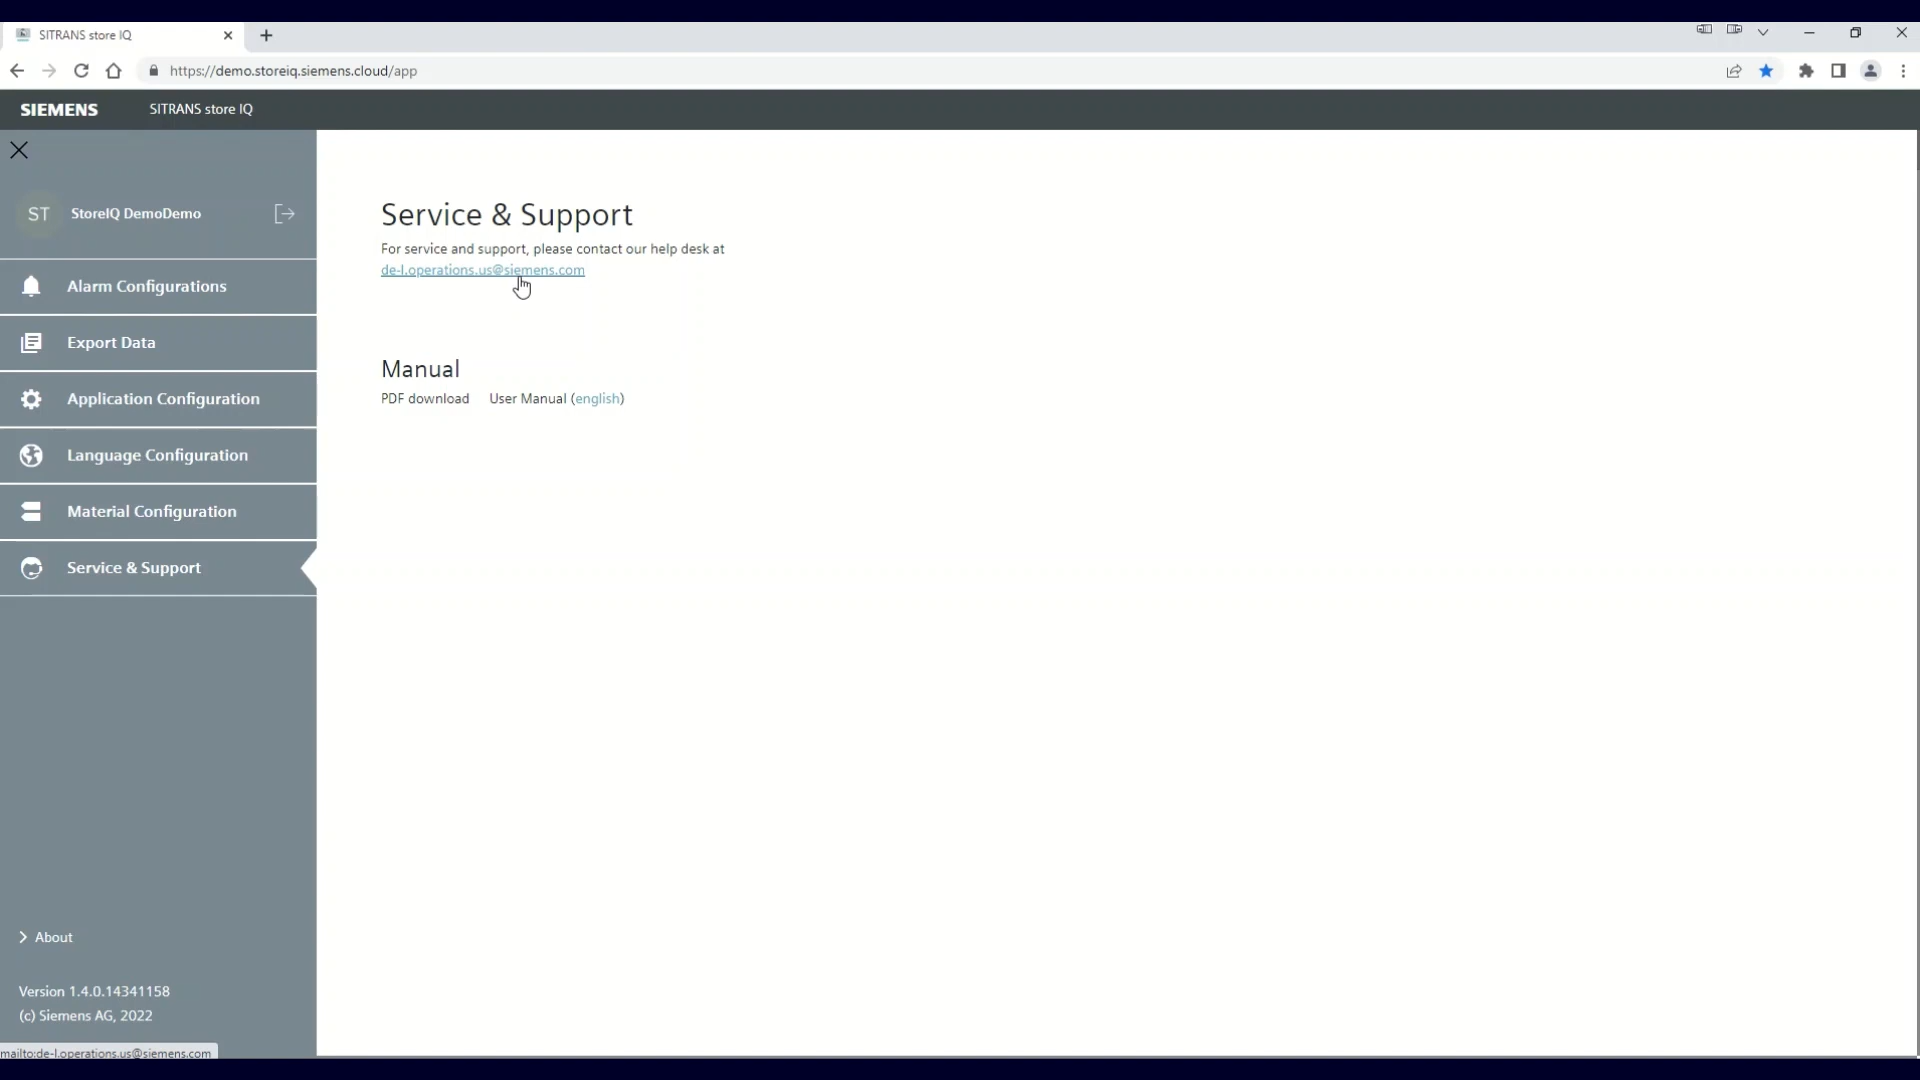 SITRANS store IQ
https://demo.storeiq.siemens.cloud/app
SIEMENS SITRANS store IQ
ST StoreIQ DemoDemo
Alarm Configurations
Export Data
Application Configuration
Language Configuration
Material Configuration
Service & Support
About
Version 1.4.0.14341158
(c) Siemens AG, 2022
mailto:de-l.operations.us@siemens.com
Service & Support
For service and support, please contact our help desk at
de-l.operations.us@siemens.com
Manual
PDF download User Manual (english)